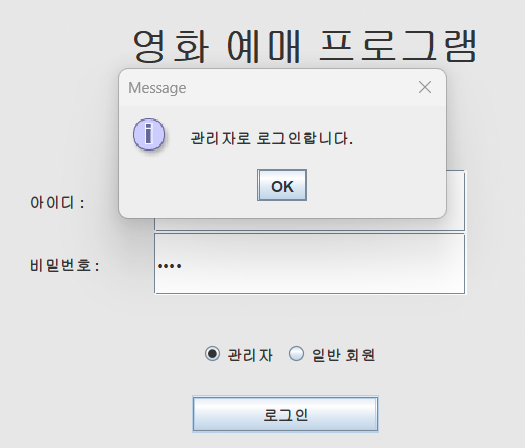 영화 예매 프로그램
Message
관리자로 로그인합니다.
OK
아이디 :
비밀번호 : ••••
관리자 일반 회원
로그인